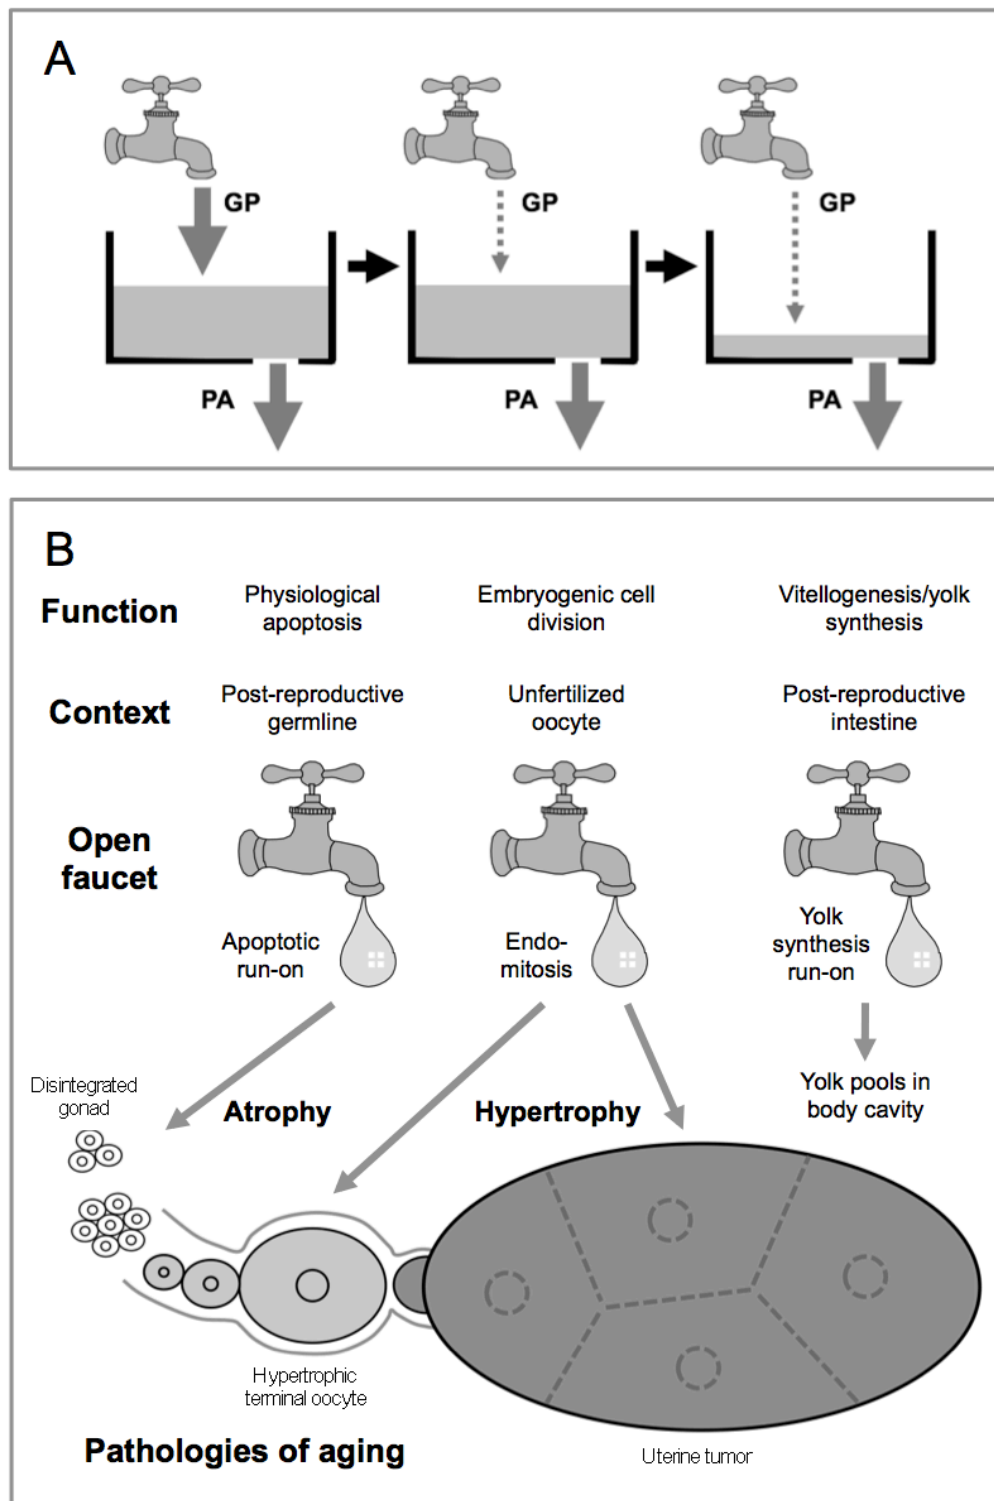 A
GP
GP
GP
PA
PA
PA
B
Function
Physiological
apoptosis
Embryogenic cell
division
Vitellogenesis/yolk
synthesis
Context
Post-reproductive
germline
Unfertilized
oocyte
Post-reproductive
intestine
Open
faucet
Apoptotic
run-on
Endo-
mitosis
Yolk
synthesis
run-on
Disintegrated
gonad
Atrophy
Hypertrophy
Yolk pools in
body cavity
Hypertrophic
terminal oocyte
Pathologies of aging
Uterine tumor